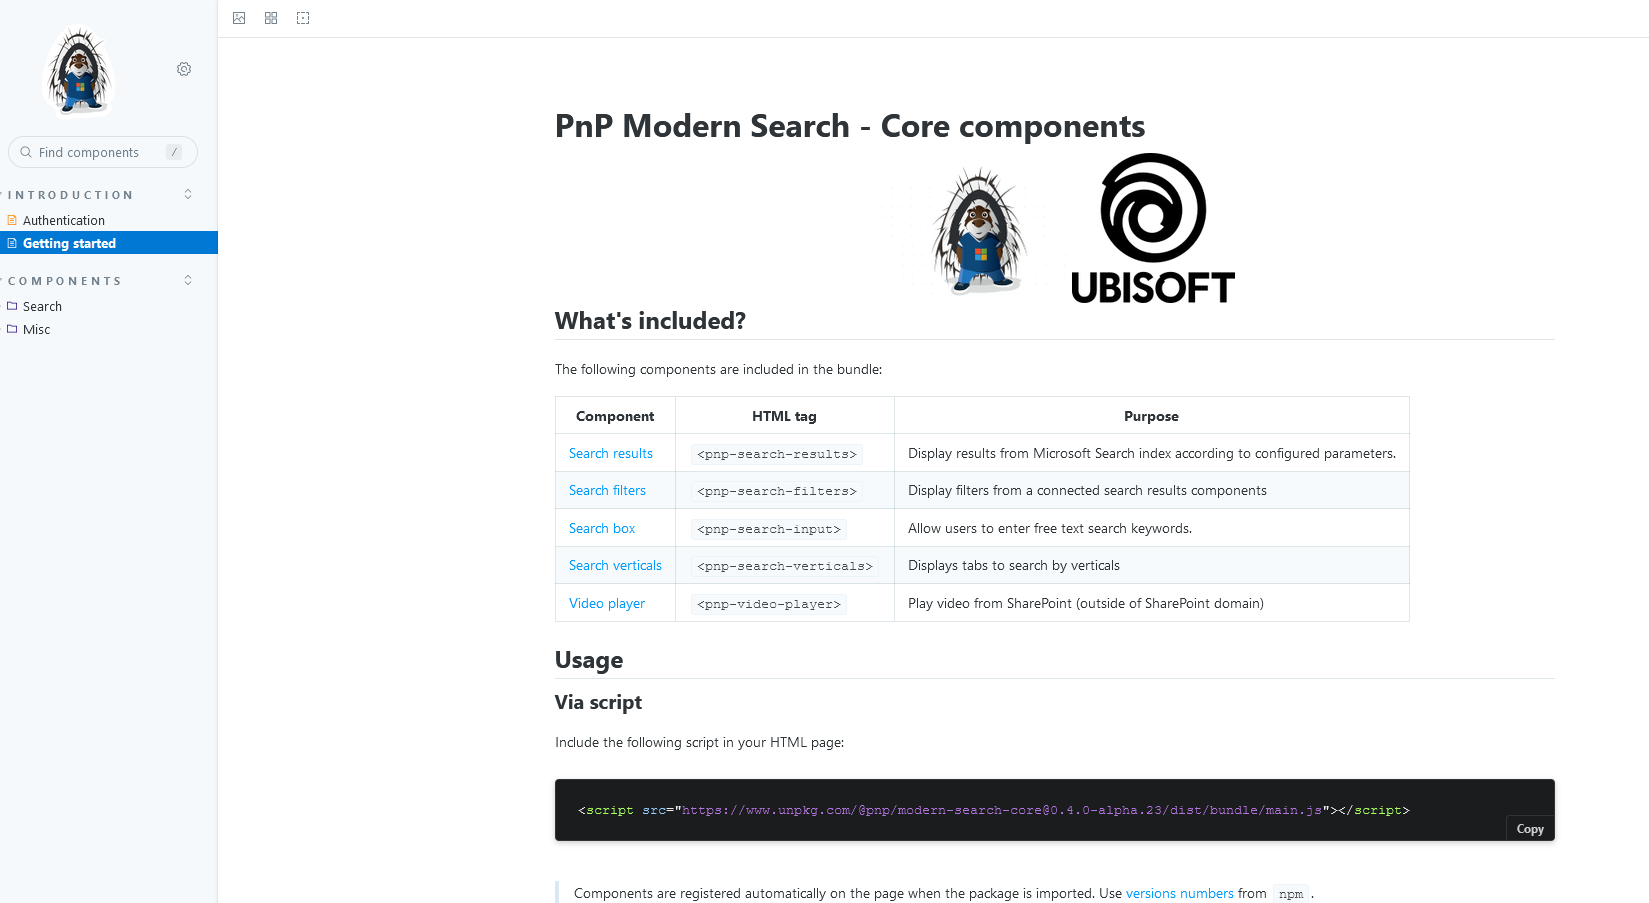 Find components /
INTRODUCTION
Authentication
Getting started
COMPONENTS
Search
Misc
PnP Modern Search - Core components
UBISOFT
What's included?
The following components are included in the bundle:
Component HTML tag Purpose
Search results <pnp-search-results> Display results from Microsoft Search index according to configured parameters.
Search filters <pnp-search-filters> Display filters from a connected search results components
Search box <pnp-search-input> Allow users to enter free text search keywords.
Search verticals <pnp-search-verticals> Displays tabs to search by verticals
Video player <pnp-video-player> Play video from SharePoint (outside of SharePoint domain)
Usage
Via script
Include the following script in your HTML page:
<script src="https://www.unpkg.com/@pnp/modern-search-core@0.4.0-alpha.23/dist/bundle/main.js"></script>
Copy
Components are registered automatically on the page when the package is imported. Use versions numbers from npm .